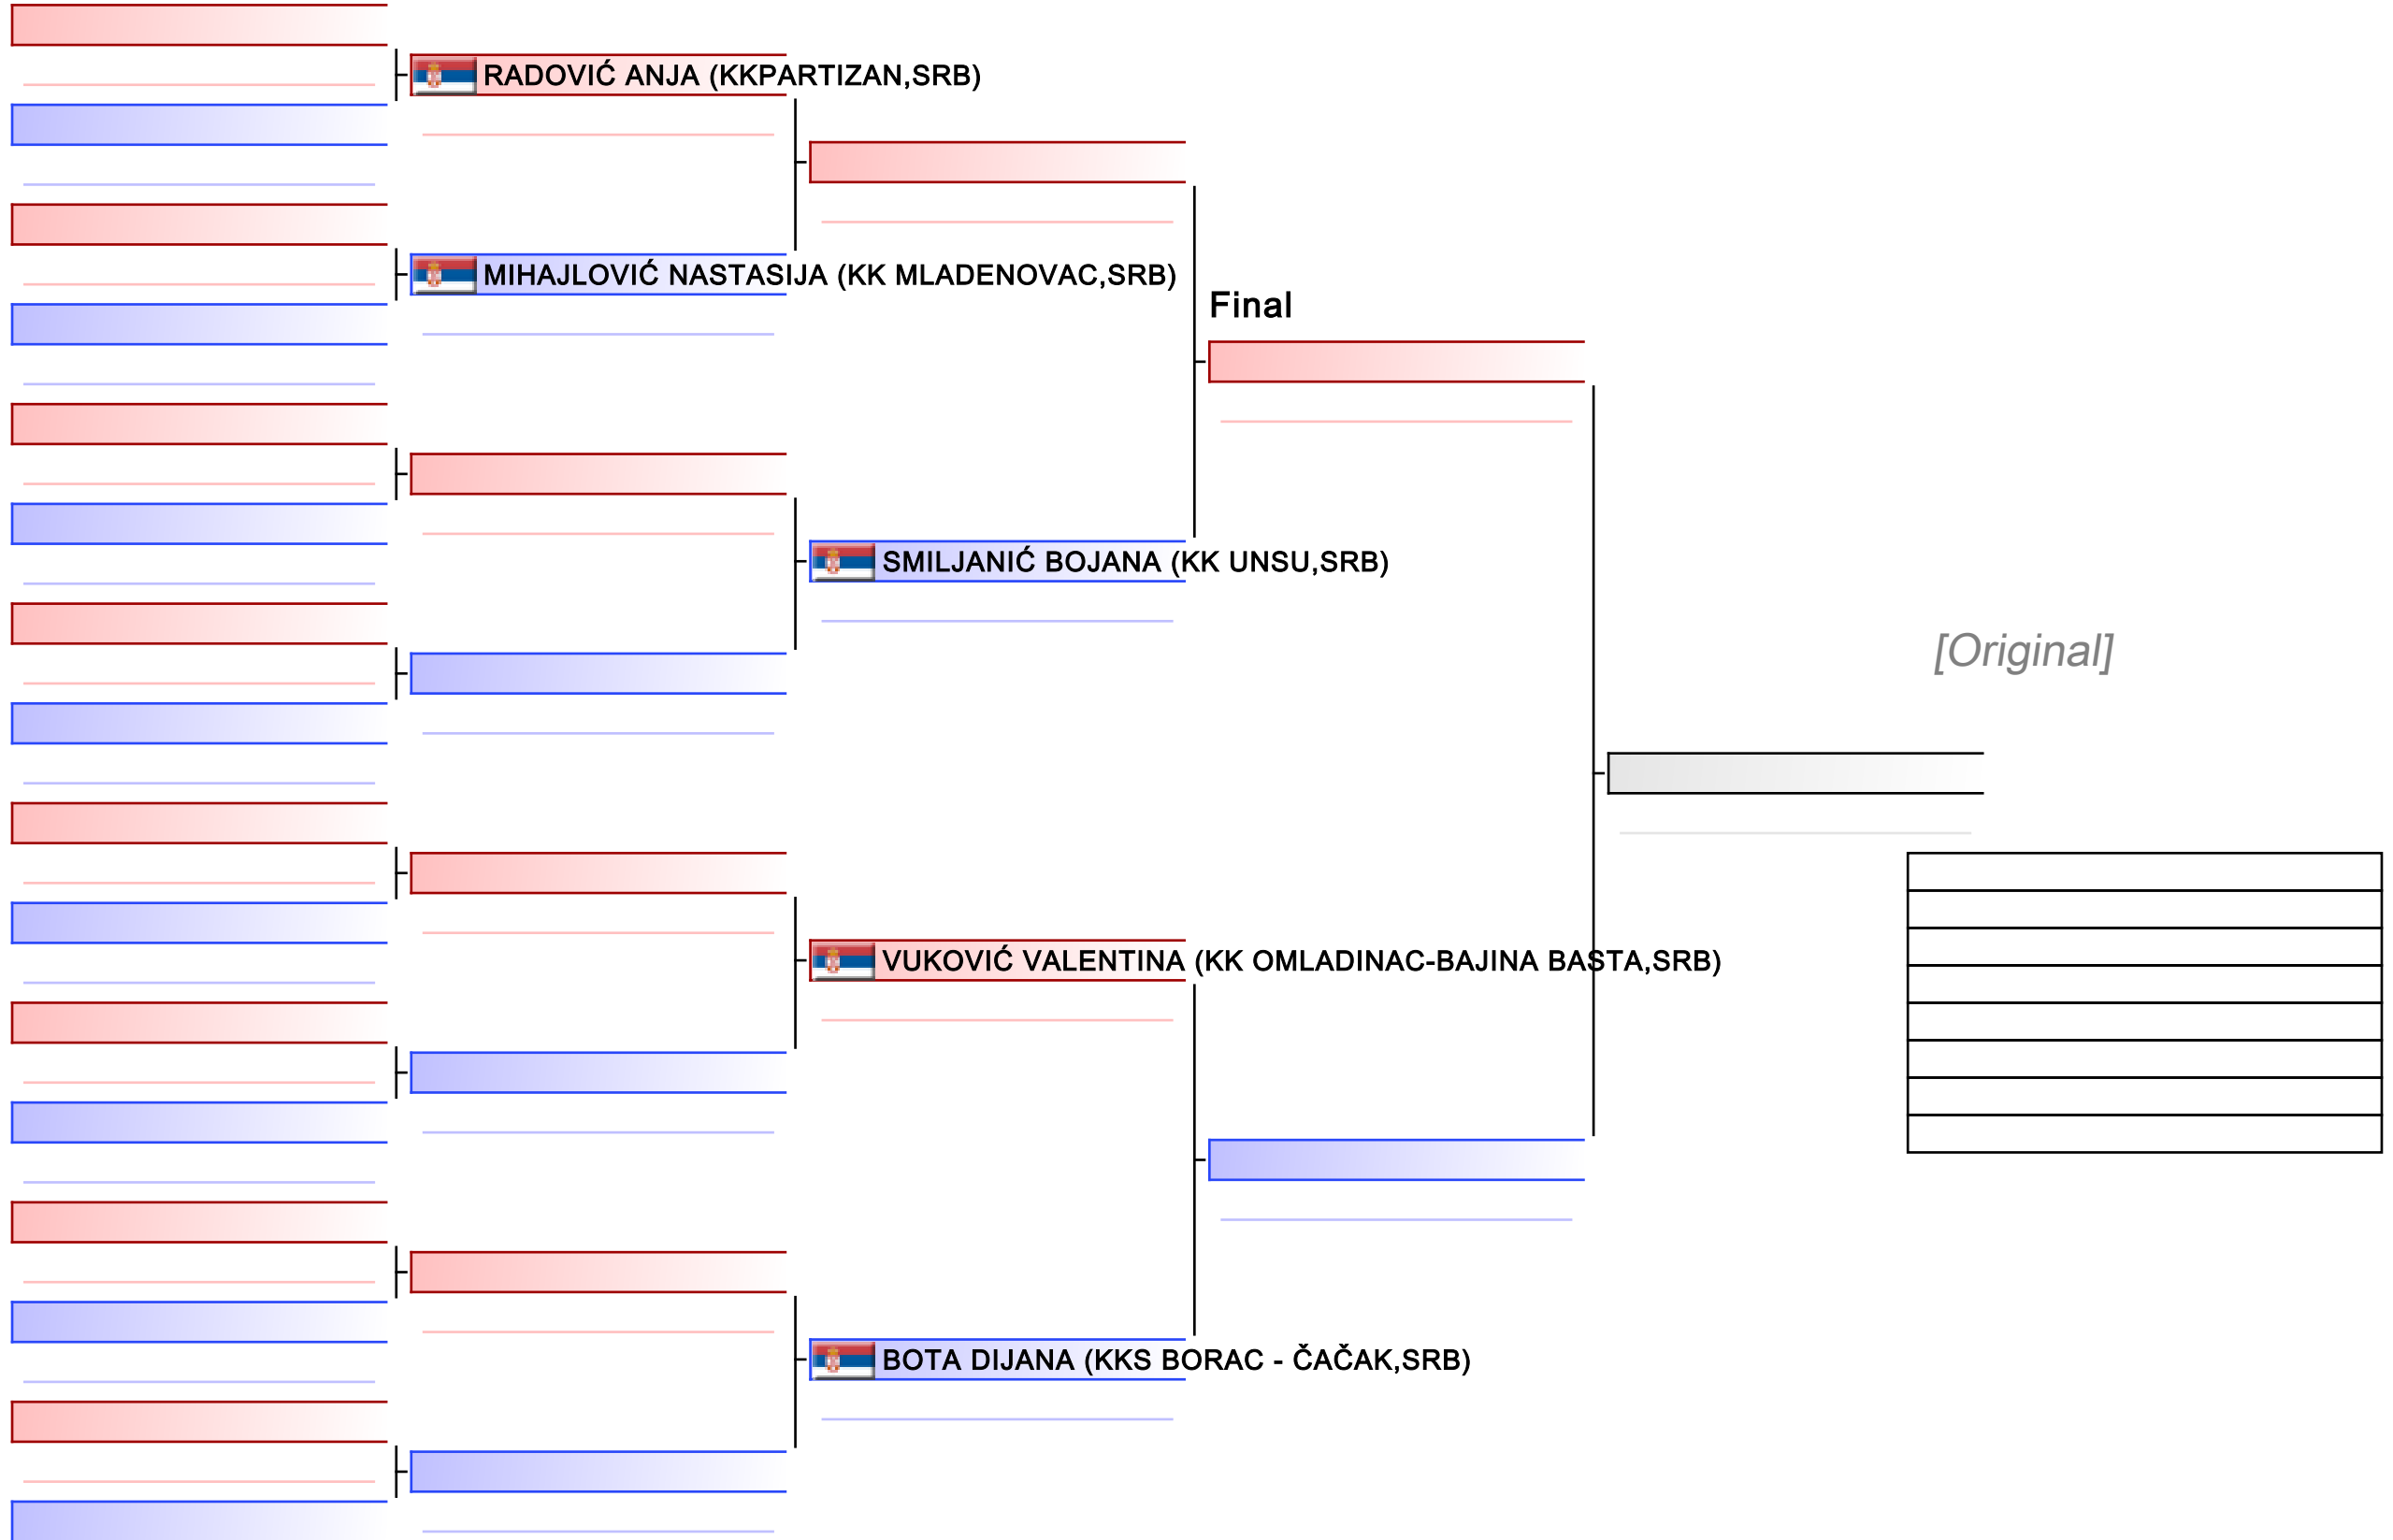 RADOVIĆ ANJA (KKPARTIZAN,SRB)
MIHAJLOVIĆ NASTASIJA (KK MLADENOVAC,SRB)
Final
SMILJANIĆ BOJANA (KK UNSU,SRB)
[Original]
VUKOVIĆ VALENTINA (KK OMLADINAC-BAJINA BASTA,SRB)
BOTA DIJANA (KKS BORAC - ČAČAK,SRB)